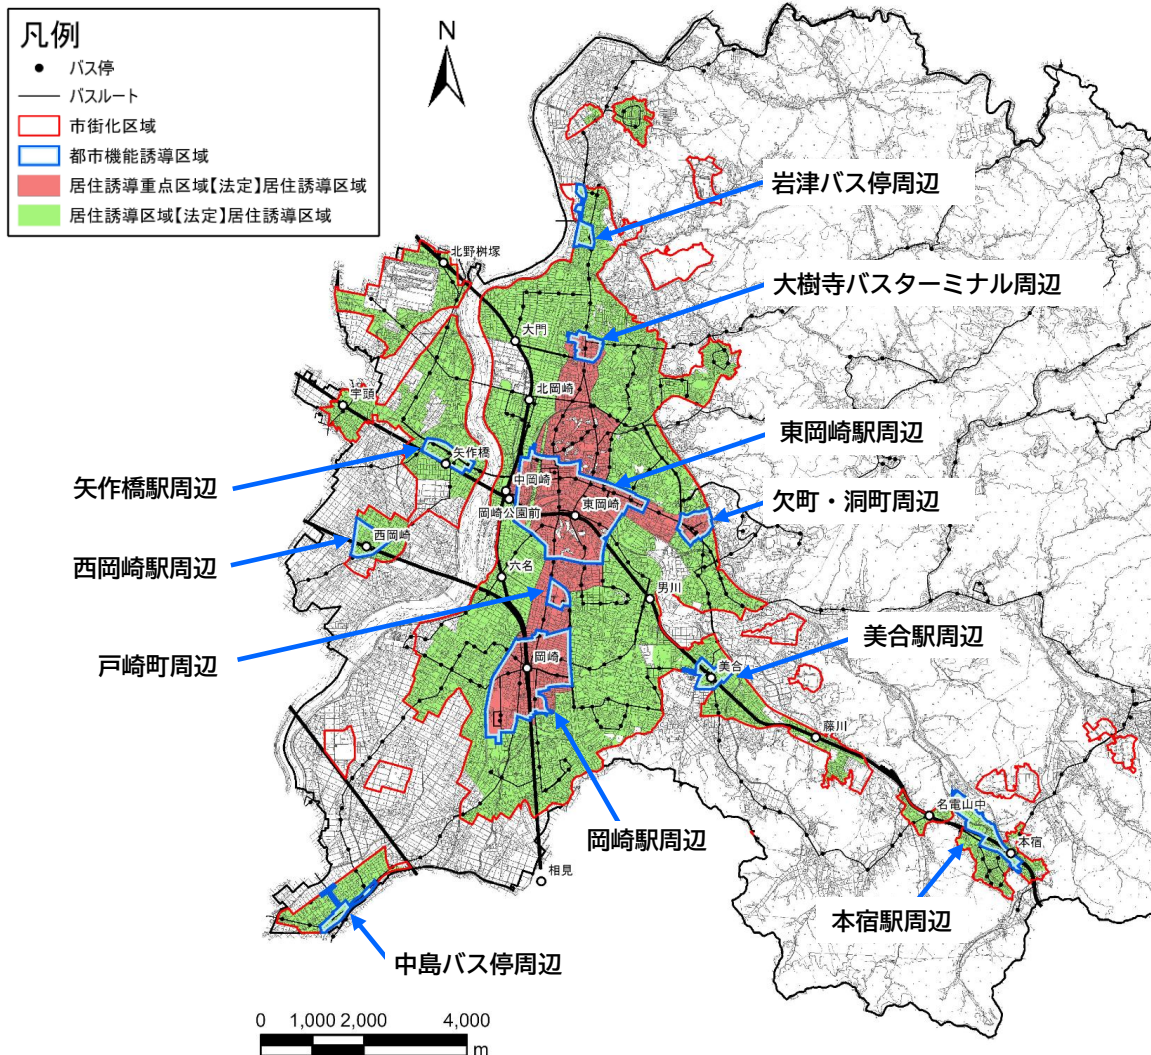 凡例
バス停
バスルート
市街化区域
都市機能誘導区域
居住誘導重点区域【法定】居住誘導区域
居住誘導区域【法定】居住誘導区域
N
岩津バス停周辺
北野桝塚
大樹寺バスターミナル周辺
大門
北岡崎
宇頭
東岡崎駅周辺
矢作橋
矢作橋駅周辺
中岡崎
欠町・洞町周辺
東岡崎
岡崎公園前
西岡崎
西岡崎駅周辺
六名
男川
戸崎町周辺
美合駅周辺
岡崎
美合
藤川
名電山中
岡崎駅周辺
本宿
相見
本宿駅周辺
中島バス停周辺
0 1,000 2,000 4,000
m